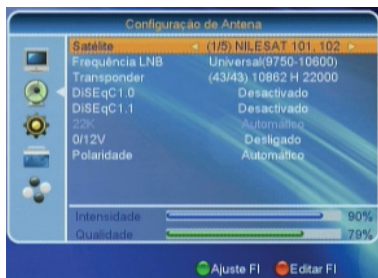 Configuração de Antena
Satélite (1/5) NILESAT 101, 102
Frequência LNB Universal(9750-10600)
Transponder (43/43) 10862 H 22000
DiSEqC1.0 Desactivado
DiSEqC1.1 Desactivado
22K Automático
0/12V Desligado
Polaridade Automático
Intensidade 90%
Qualidade 79%
Ajuste FI Editar FI